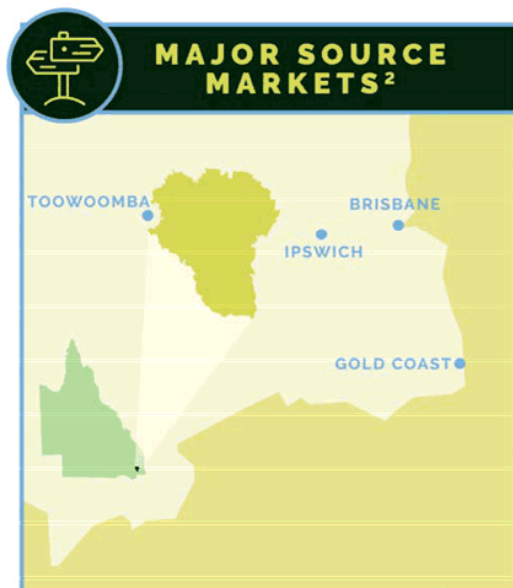 MAJOR SOURCE
MARKETS²
TOOWOOMBA
BRISBANE
IPSWICH
GOLD COAST